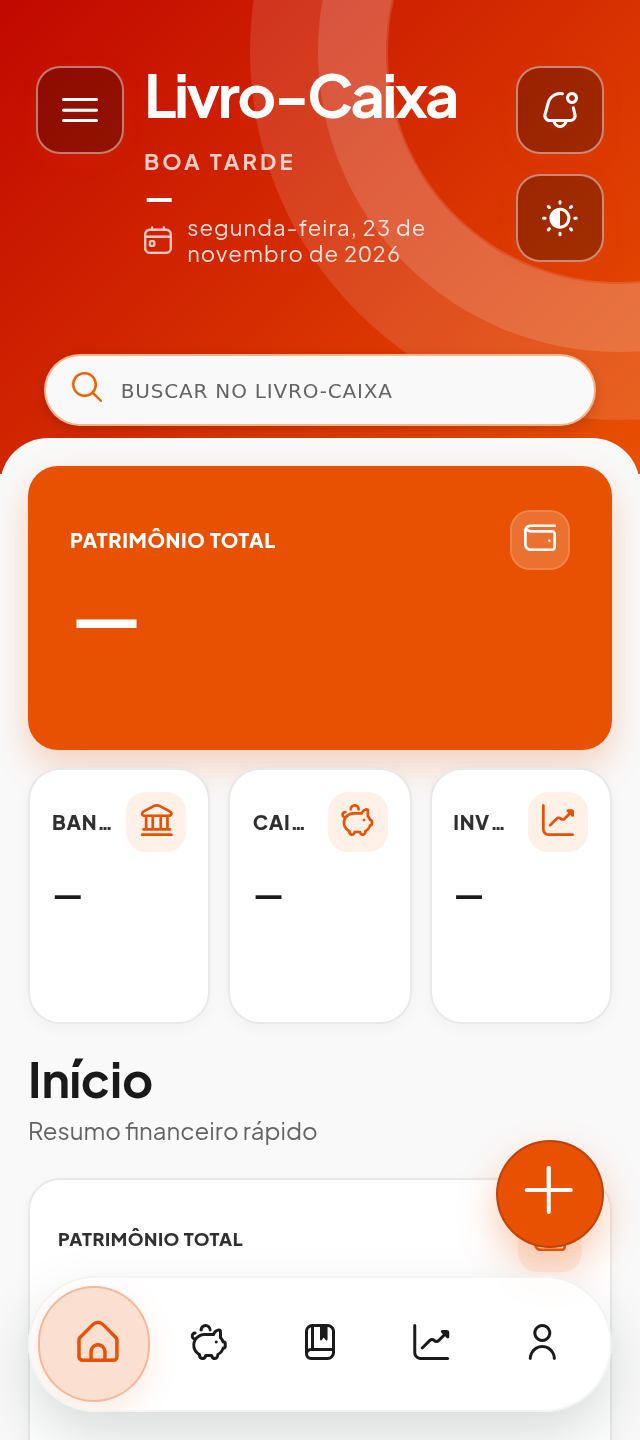 Livro-Caixa
BOA TARDE
—
segunda-feira, 23 de
novembro de 2026
BUSCAR NO LIVRO-CAIXA
PATRIMÔNIO TOTAL
—
BAN... CAI... INV...
— — —
Início
Resumo financeiro rápido
PATRIMÔNIO TOTAL